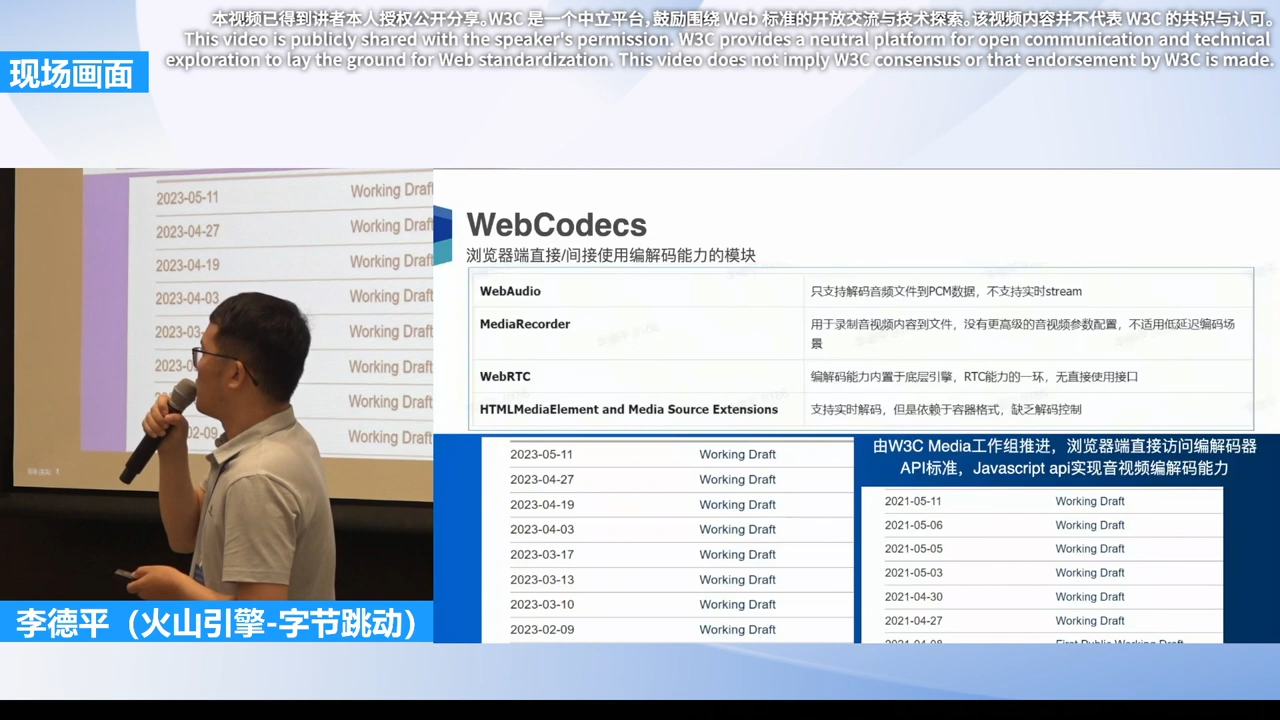 本视频已得到讲者本人授权公开分享。W3C 是一个中立平台，鼓励围绕 Web 标准的开放交流与技术探索。该视频内容并不代表 W3C 的共识与认可。
This video is publicly shared with the speaker's permission. W3C provides a neutral platform for open communication and technical
exploration to lay the ground for Web standardization. This video does not imply W3C consensus or that endorsement by W3C is made.
现场画面
2023-05-11 Working Draft
2023-04-27 Working Draft
2023-04-19 Working Draft
2023-04-03 Working Draft
2023-03- Working Draft
2023-0 Working Draft
Working Draft
02-09 Working Draft
李德平（火山引擎-字节跳动）
WebCodecs
浏览器端直接/间接使用编解码能力的模块
WebAudio 只支持解码音频文件到PCM数据，不支持实时stream
MediaRecorder 用于录制音视频内容到文件，没有更高级的音视频参数配置，不适用低延迟编码场
景
WebRTC 编解码能力内置于底层引擎，RTC能力的一环，无直接使用接口
HTMLMediaElement and Media Source Extensions 支持实时解码，但是依赖于容器格式，缺乏解码控制
2023-05-11 Working Draft
2023-04-27 Working Draft
2023-04-19 Working Draft
2023-04-03 Working Draft
2023-03-17 Working Draft
2023-03-13 Working Draft
2023-03-10 Working Draft
2023-02-09 Working Draft
由W3C Media工作组推进，浏览器端直接访问编解码器
API标准，Javascript api实现音视频编解码能力
2021-05-11 Working Draft
2021-05-06 Working Draft
2021-05-05 Working Draft
2021-05-03 Working Draft
2021-04-30 Working Draft
2021-04-27 Working Draft
2021-04-08 First Public Working Draft